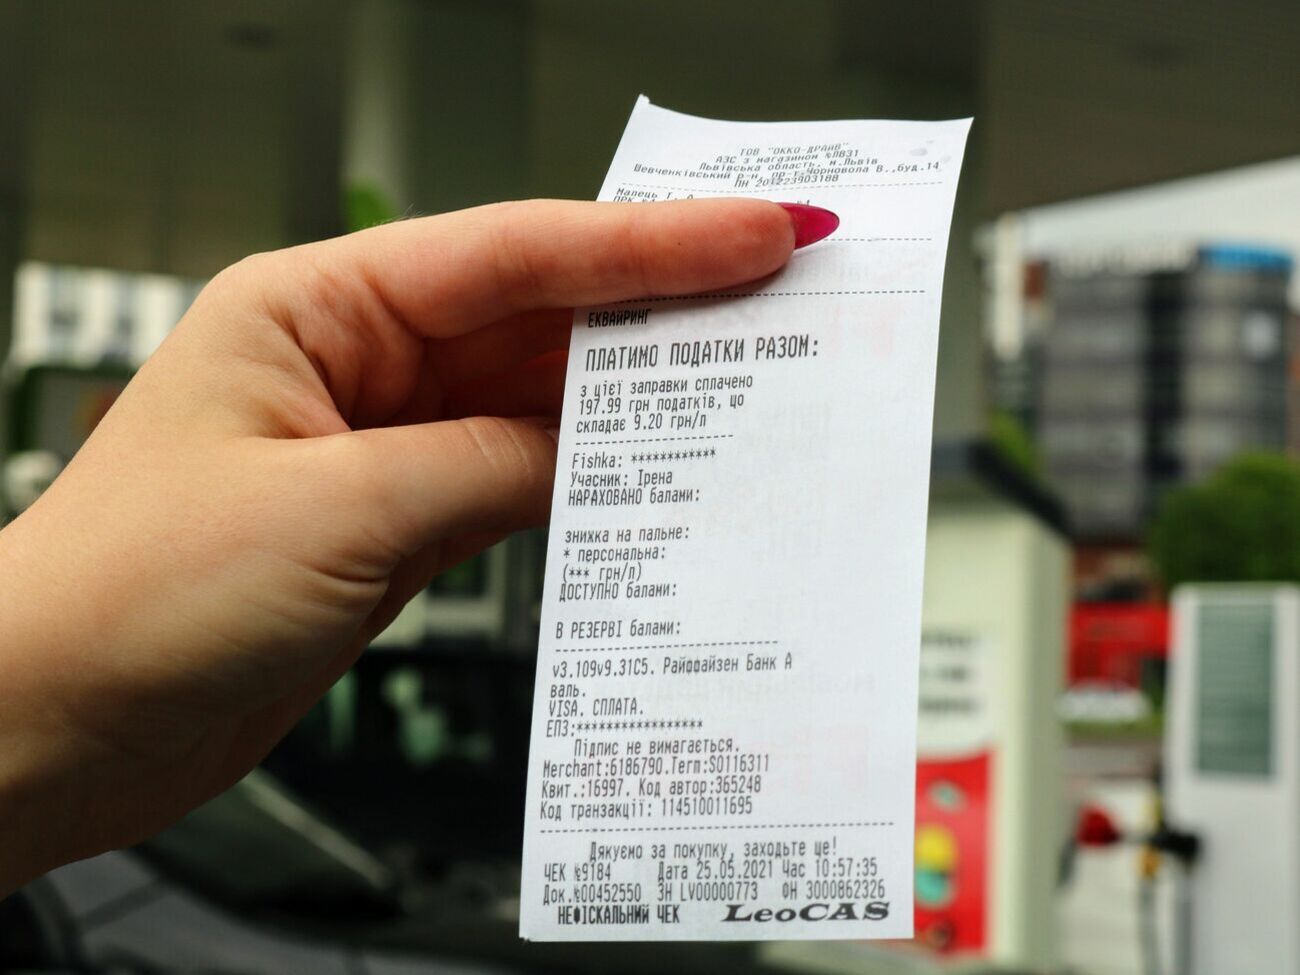 ТОВ "ОККО-ДРАЙВ"
АЗС з магазином №ЛВ31
Львівська область, м.Львів
Шевченківський р-н, пр-т Чорновола В.,буд.14
ПН 201223903188
Малець Т.
ЕКВАЙРИНГ
ПЛАТИМО ПОДАТКИ РАЗОМ:
з цієї заправки сплачено
197.99 грн податків, що
складає 9.20 грн/л
Fishka: ************
Учасник: Ірена
НАРАХОВАНО балами:
знижка на пальне:
* персональна:
(*** грн/л)
ДОСТУПНО балами:
В РЕЗЕРВІ балами:
v3.109v9.31C5. Райффайзен Банк А
валь.
VISA. СПЛАТА.
ЕПЗ:*****************
Підпис не вимагається.
Merchant:6186790.Term:S0116311
Квит.:16997. Код автор:365248
Код транзакції: 114510011695
Дякуємо за покупку, заходьте ще!
ЧЕК №9184 Дата 25.05.2021 Час 10:57:35
Док.№00452550 ЗН LV00000773 ФН 3000862326
НЕФІСКАЛЬНИЙ ЧЕК LeoCAS